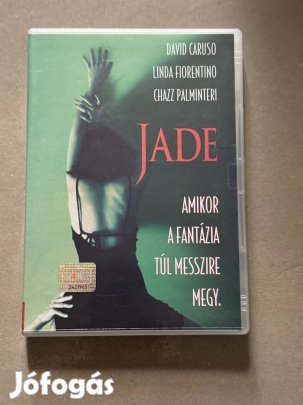 DAVID CARUSO
LINDA FIORENTINO
CHAZZ PALMINTERI
JADE
AMIKOR
A FANTÁZIA
TÚL MESSZIRE
MEGY.
Jófogás